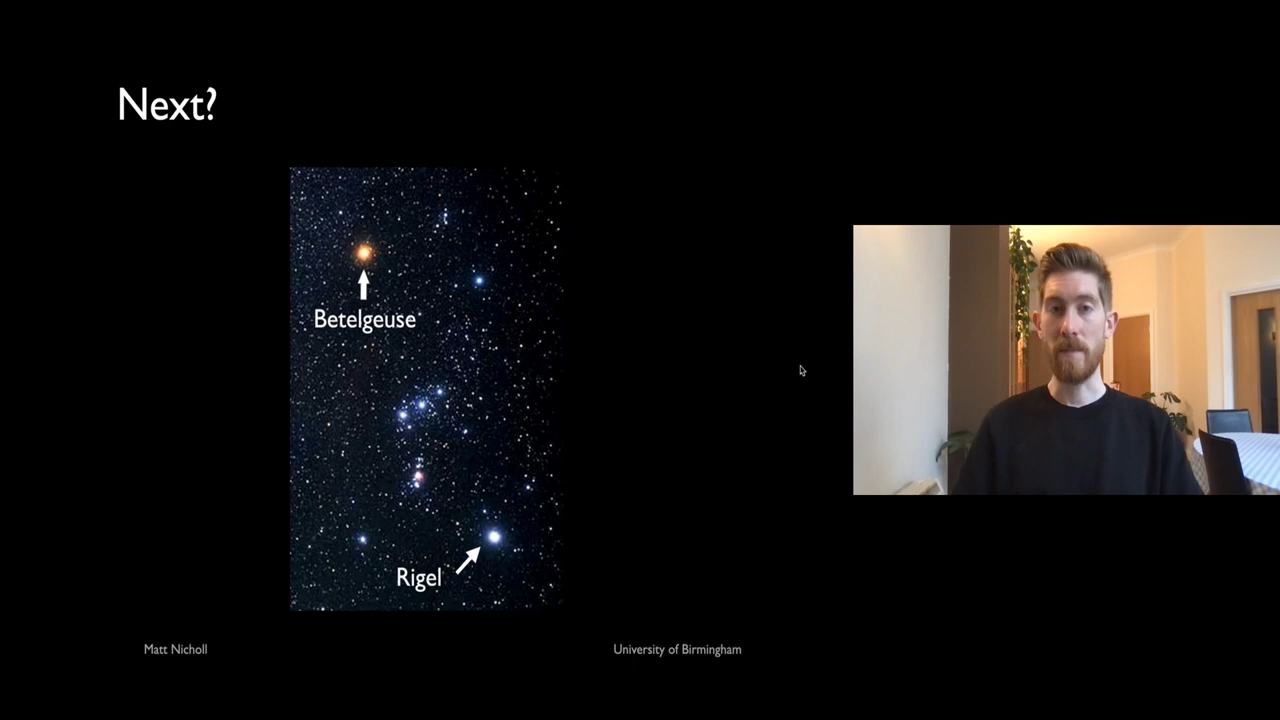 Next?
Betelgeuse
Rigel
Matt Nicholl
University of Birmingham